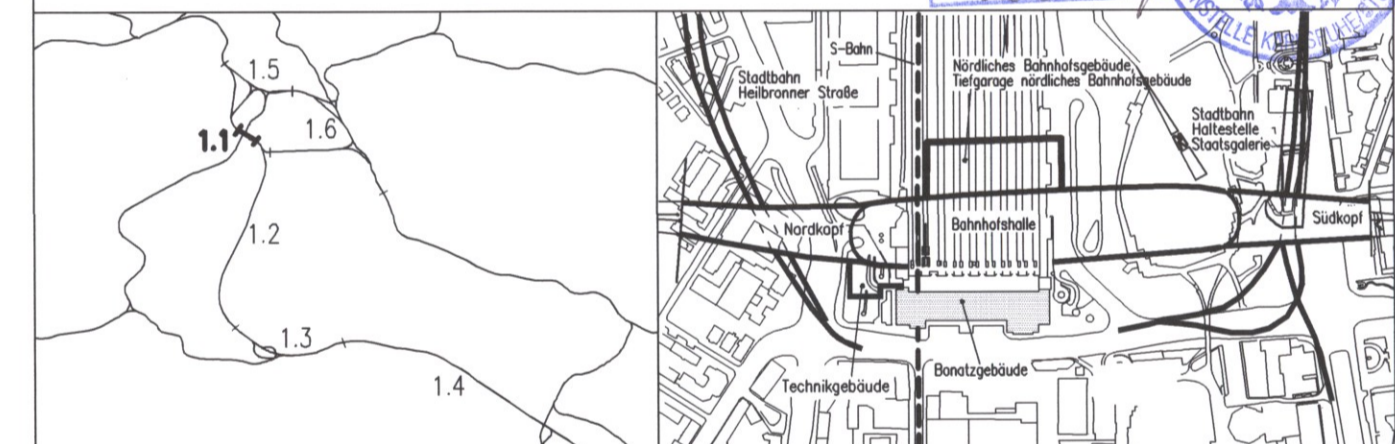 1.5
1.6
1.1
1.2
1.3
1.4
S-Bahn
Nördliches Bahnhofsgebäude,
Tiefgarage nördliches Bahnhofsgebäude
Stadtbahn
Heilbronner Straße
Stadtbahn
Haltestelle
Staatsgalerie
Nordkopf
Bahnhofshalle
Südkopf
Technikgebäude
Bonatzgebäude